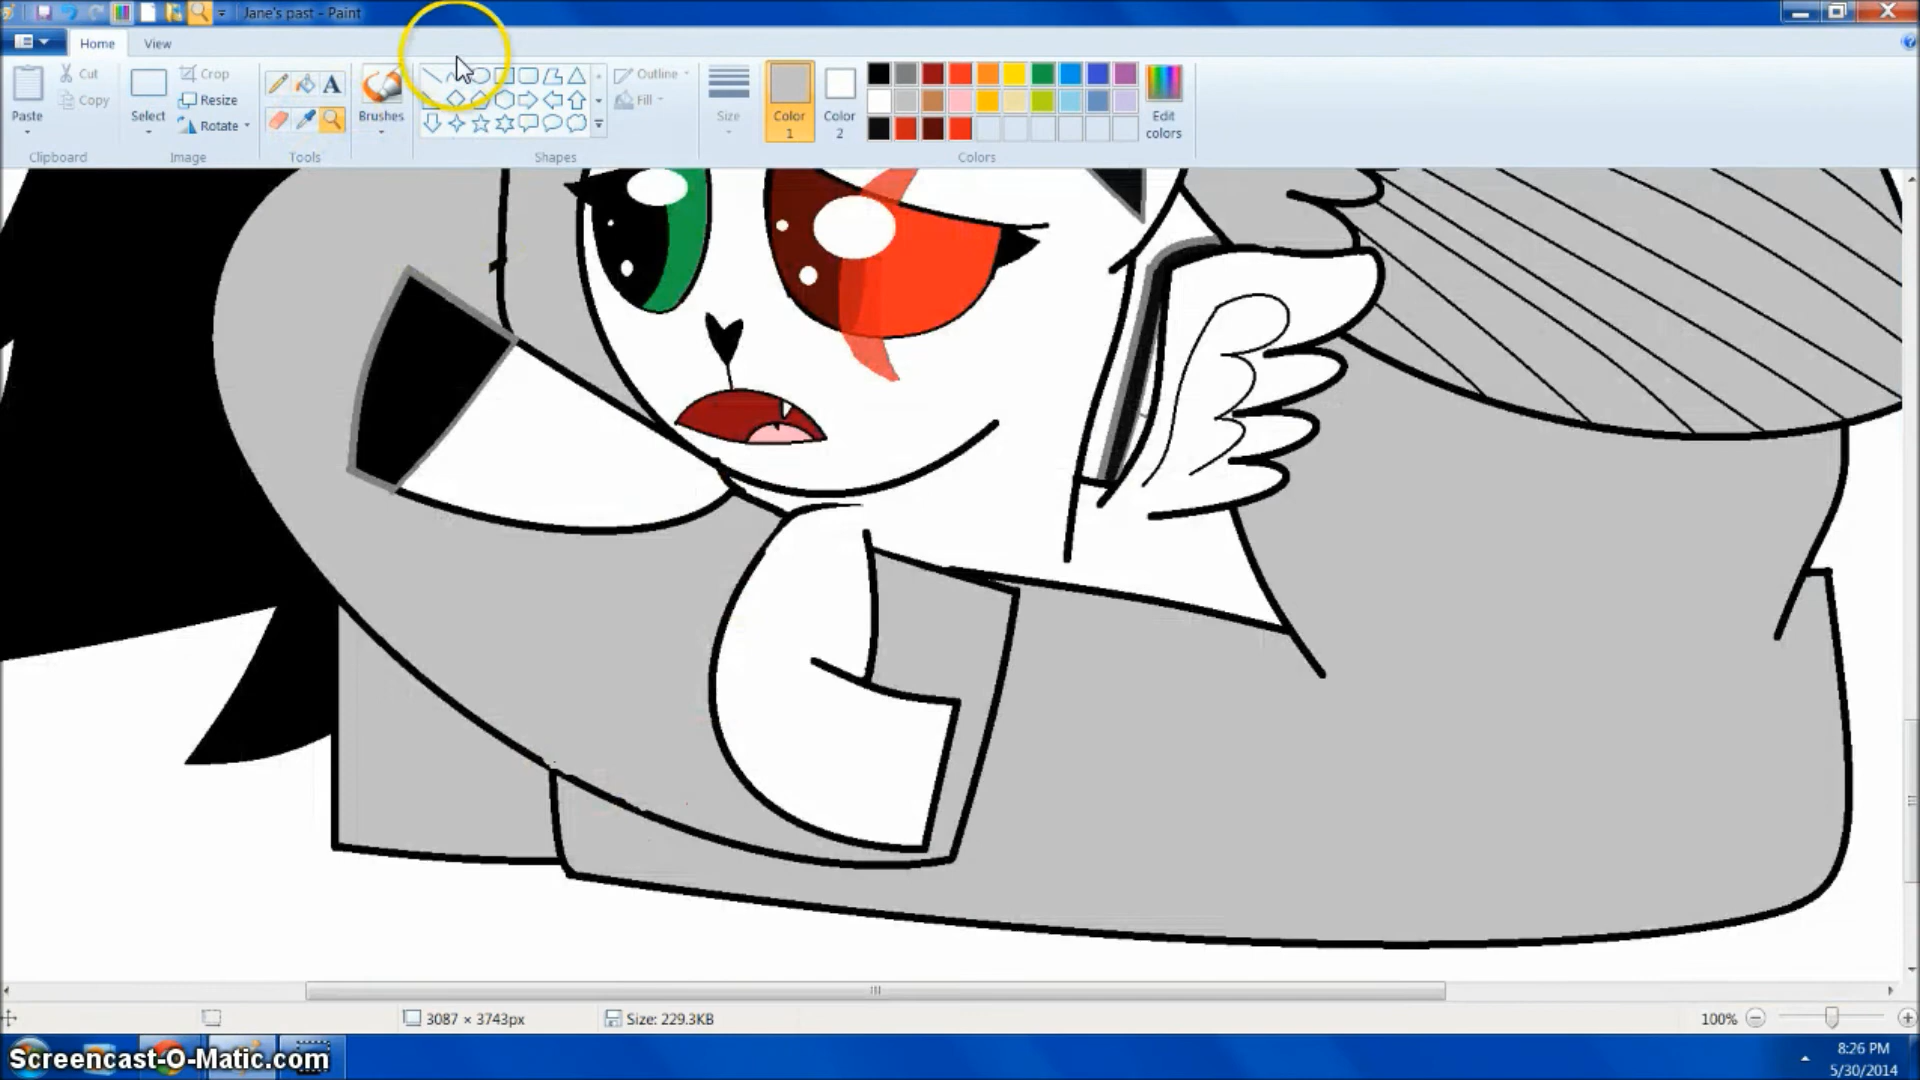 Jane's past - Paint
Home View
Paste Cut Copy
Clipboard
Select Crop Resize Rotate
Image
A
Tools
Brushes
Shapes
Outline
Fill
Size
Color 1
Color 2
Edit colors
Colors
3087 × 3743px
Size: 229.3KB
100%
Screencast-O-Matic.com
8:26 PM
5/30/2014